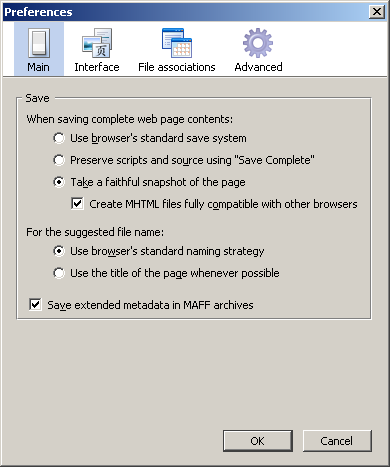 Preferences
Main Interface File associations Advanced
Save
When saving complete web page contents:
Use browser's standard save system
Preserve scripts and source using "Save Complete"
Take a faithful snapshot of the page
Create MHTML files fully compatible with other browsers
For the suggested file name:
Use browser's standard naming strategy
Use the title of the page whenever possible
Save extended metadata in MAFF archives
OK Cancel